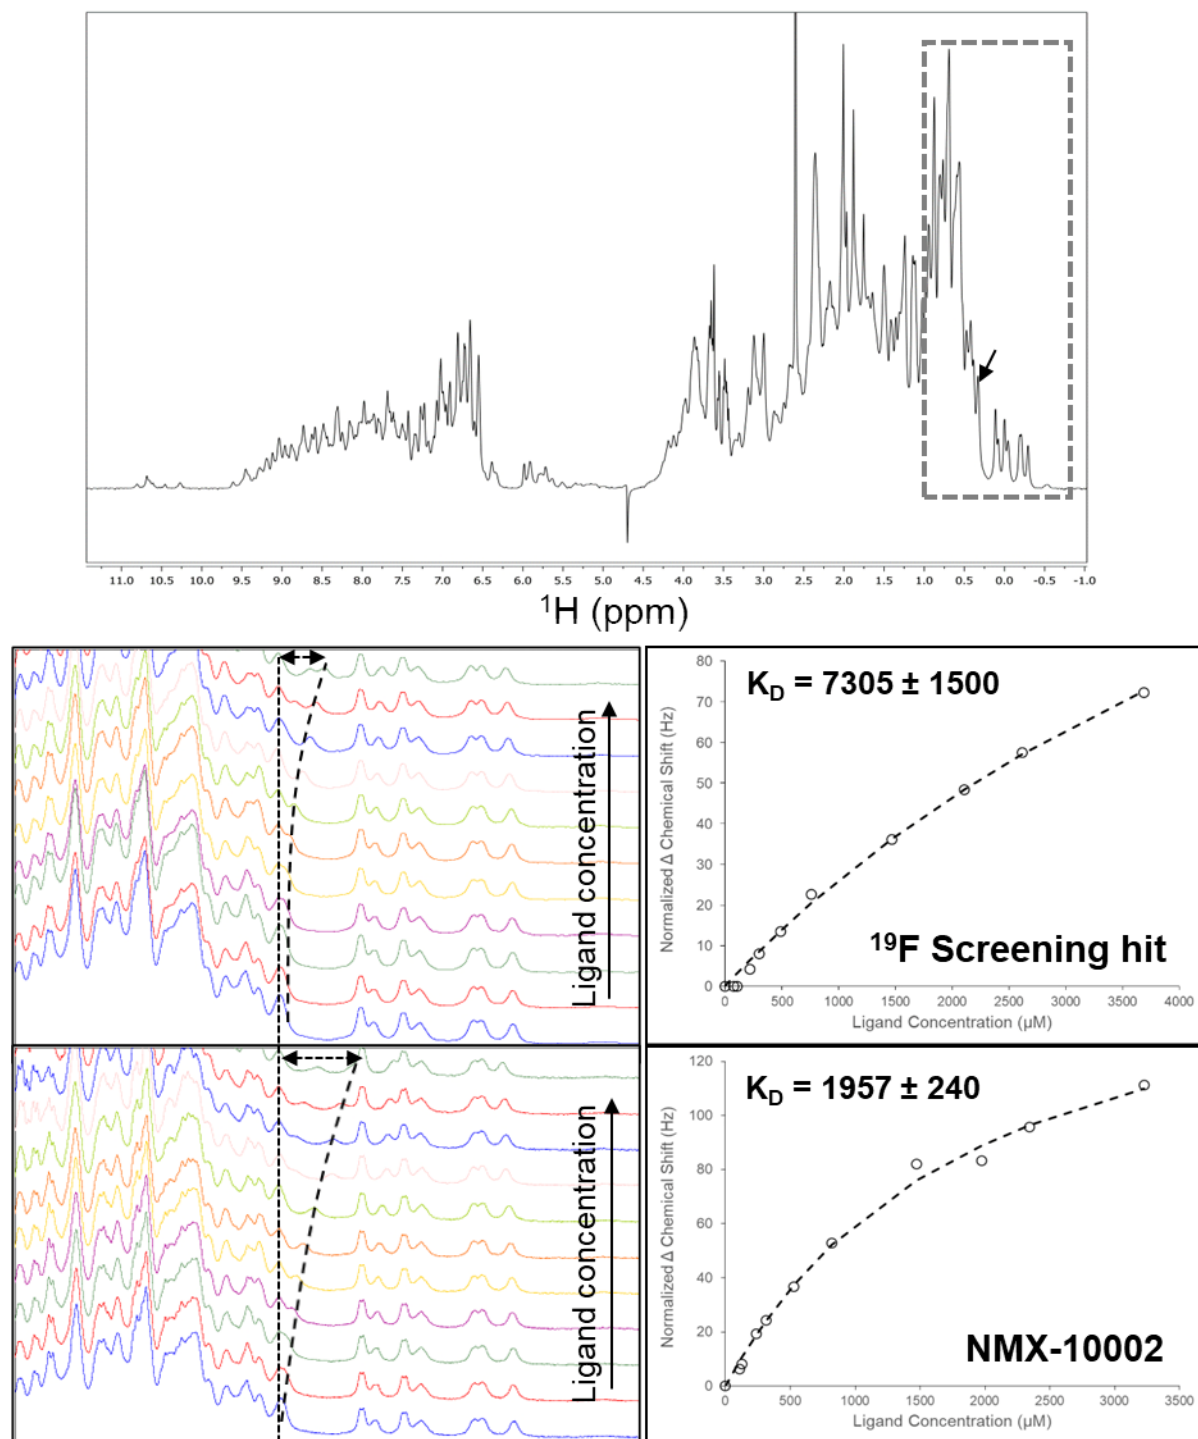 11.0 10.5 10.0 9.5 9.0 8.5 8.0 7.5 7.0 6.5 6.0 5.5 5.0 4.5 4.0 3.5 3.0 2.5 2.0 1.5 1.0 0.5 0.0 -0.5 -1.0
¹H (ppm)
Ligand concentration
80
70
60
50
40
30
20
10
0
Normalized Δ Chemical Shift (Hz)
K_D = 7305 ± 1500
¹⁹F Screening hit
0 500 1000 1500 2000 2500 3000 3500 4000
Ligand Concentration (μM)
Ligand concentration
120
100
80
60
40
20
0
Normalized Δ Chemical Shift (Hz)
K_D = 1957 ± 240
NMX-10002
0 500 1000 1500 2000 2500 3000 3500
Ligand Concentration (μM)